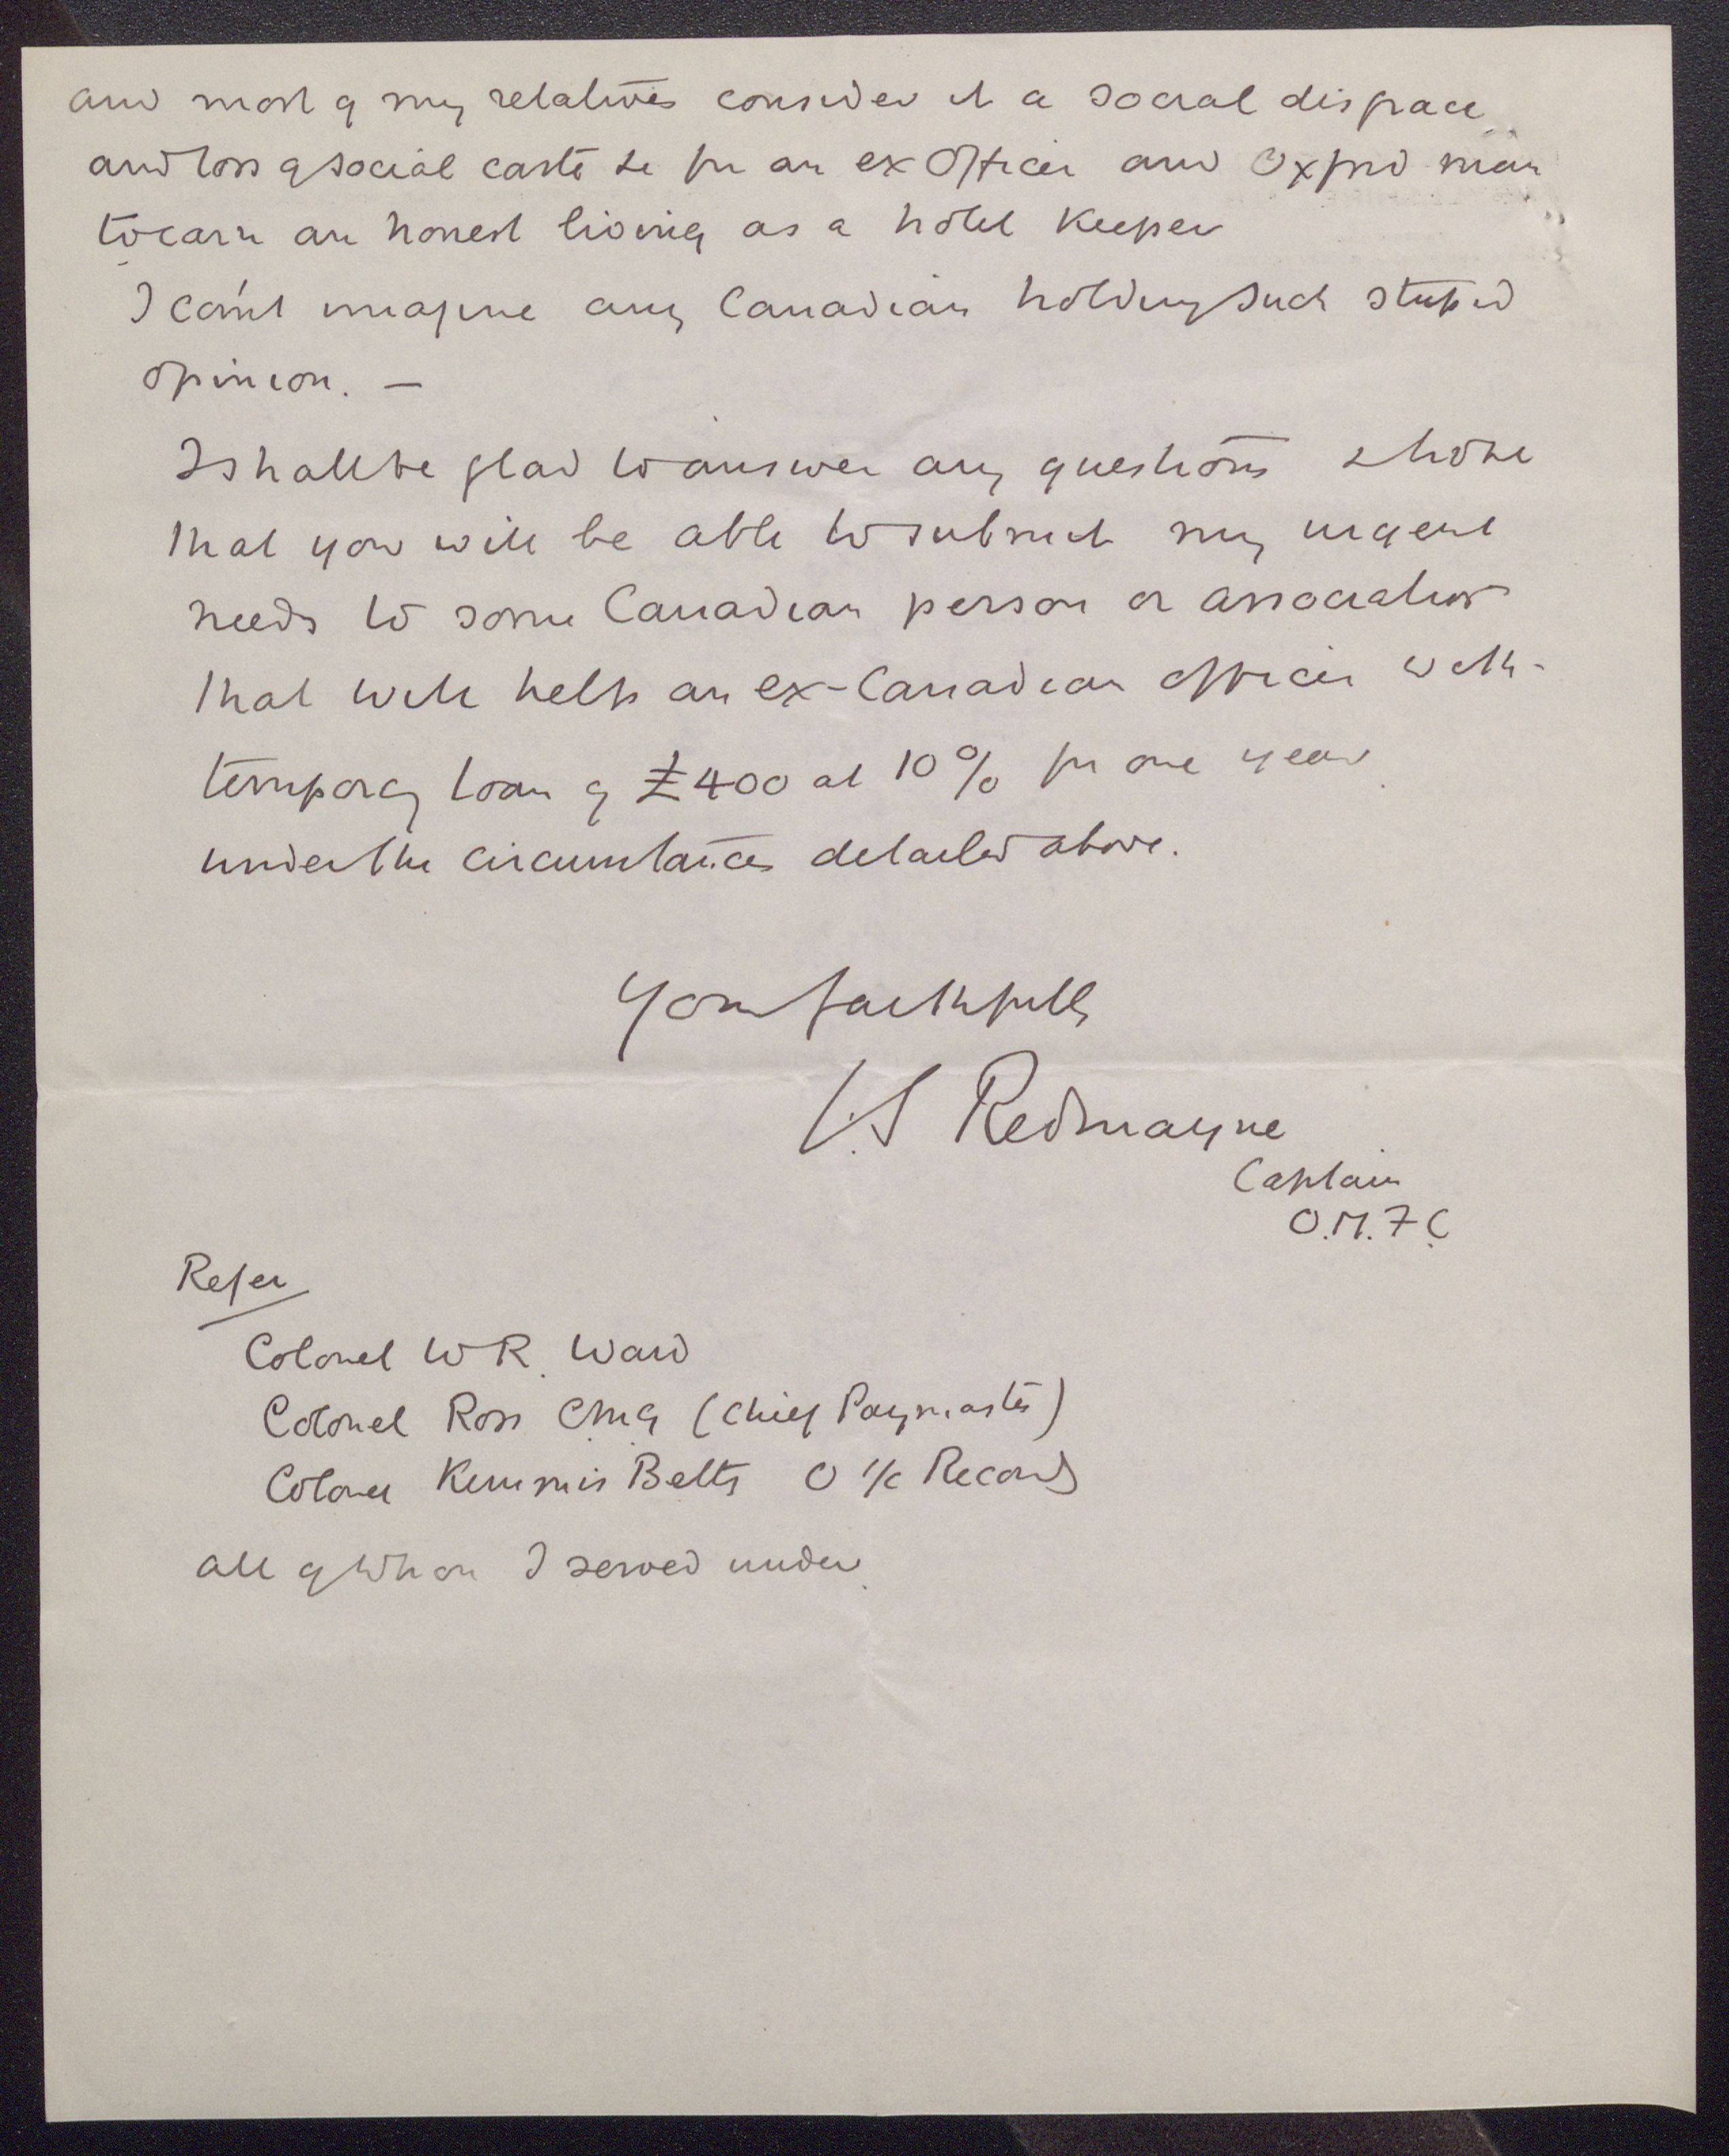 and most of my relatives consider it a social disgrace
and loss of social caste &c for an ex Officer and Oxford man
to earn an honest living as a hotel keeper
I can't imagine any Canadian holding such stupid
opinion. —
I shall be glad to answer any questions & hope
that you will be able to submit my urgent
needs to some Canadian person or association
that will help an ex-Canadian officer with -
temporary loan of £400 at 10% for one year
under the circumstances detailed above.
Yours faithfully
Redmayne
Captain
O.M.F.C.
Refer
Colonel W R. Ward
Colonel Ross C.M.G (Chief Paymaster)
Colonel Kemmis Betty O i/c Records
all of whom I served under.